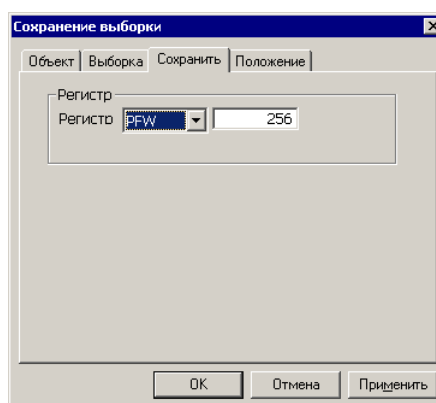 Сохранение выборки
Объект Выборка Сохранить Положение
Регистр
Регистр PFW 256
OK Отмена Применить